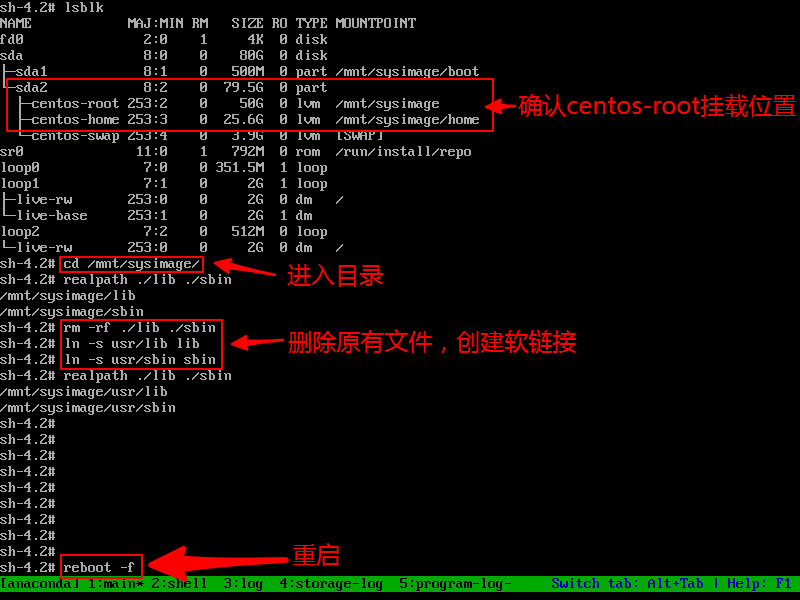 sh-4.2# lsblk
NAME MAJ:MIN RM SIZE RO TYPE MOUNTPOINT
fd0 2:0 1 4K 0 disk
sda 8:0 0 80G 0 disk
├─sda1 8:1 0 500M 0 part /mnt/sysimage/boot
└─sda2 8:2 0 79.5G 0 part
├─centos-root 253:2 0 50G 0 lvm /mnt/sysimage
确认centos-root挂载位置
├─centos-home 253:3 0 25.6G 0 lvm /mnt/sysimage/home
└─centos-swap 253:4 0 3.9G 0 lvm [SWAP]
sr0 11:0 1 792M 0 rom /run/install/repo
loop0 7:0 0 351.5M 1 loop
loop1 7:1 0 2G 1 loop
├─live-rw 253:0 0 2G 0 dm /
└─live-base 253:1 0 2G 1 dm
loop2 7:2 0 512M 0 loop
└─live-rw 253:0 0 2G 0 dm /
sh-4.2# cd /mnt/sysimage/
进入目录
sh-4.2# realpath ./lib ./sbin
/mnt/sysimage/lib
/mnt/sysimage/sbin
sh-4.2# rm -rf ./lib ./sbin
sh-4.2# ln -s usr/lib lib
删除原有文件，创建软链接
sh-4.2# ln -s usr/sbin sbin
sh-4.2# realpath ./lib ./sbin
/mnt/sysimage/usr/lib
/mnt/sysimage/usr/sbin
sh-4.2#
sh-4.2#
sh-4.2#
sh-4.2#
sh-4.2#
sh-4.2#
sh-4.2#
sh-4.2#
sh-4.2#
sh-4.2# reboot -f
重启
[anaconda] 1:main* 2:shell 3:log 4:storage-log 5:program-log- Switch tab: Alt+Tab | Help: F1